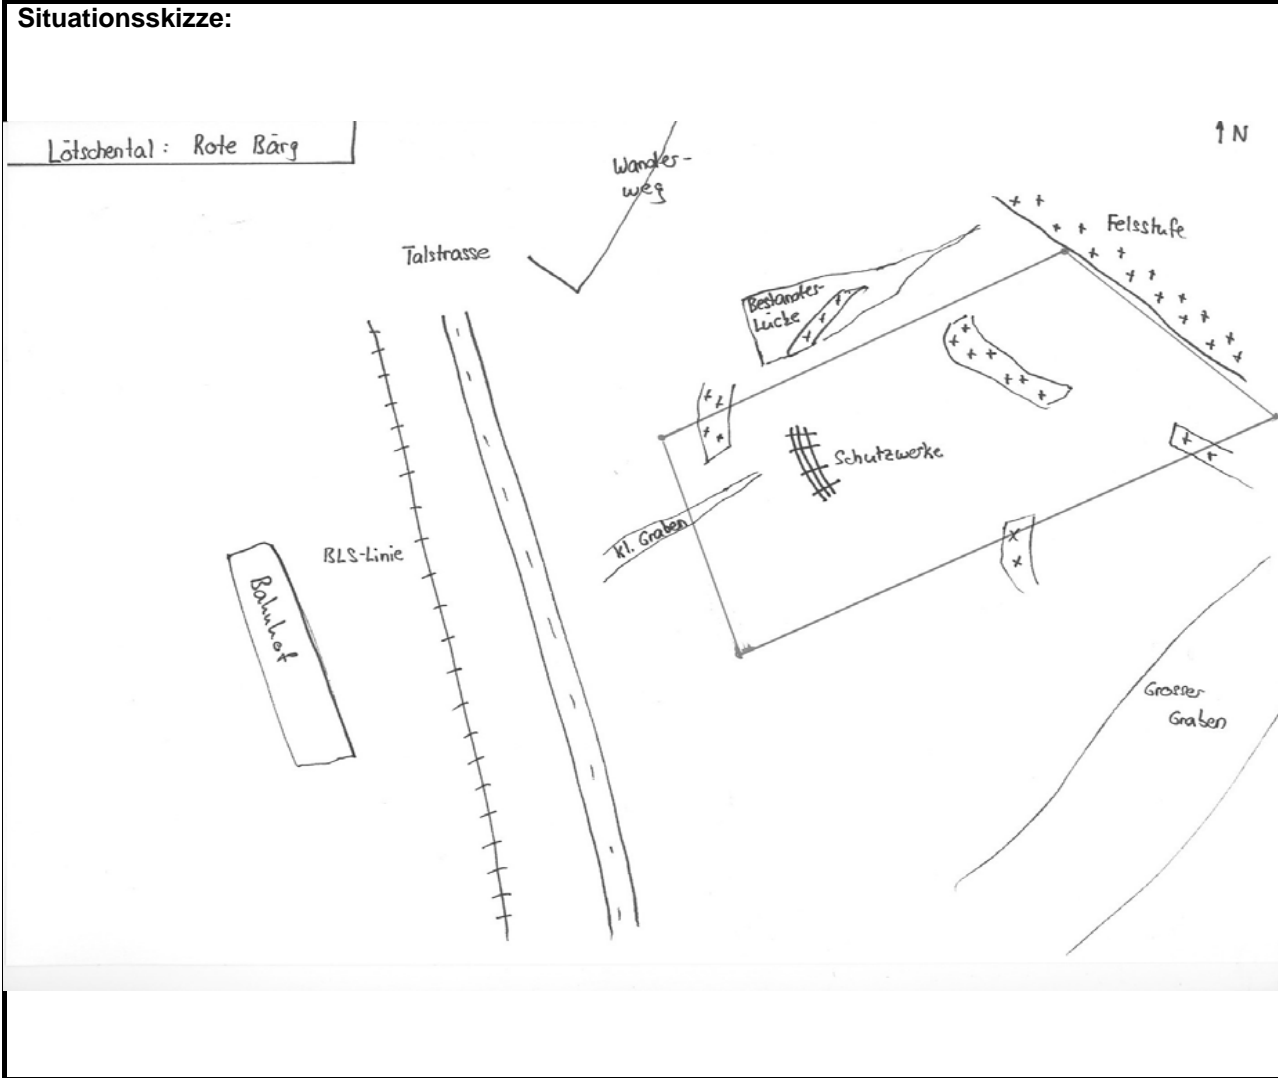 Situationsskizze:
Lötschental: Rote Bärg
↑ N
Wander-
weg
Felsstufe
Talstrasse
Bestandes-
Lücke
Schutzwerke
Kl. Graben
BLS-Linie
Bahnhof
Grosser
Graben